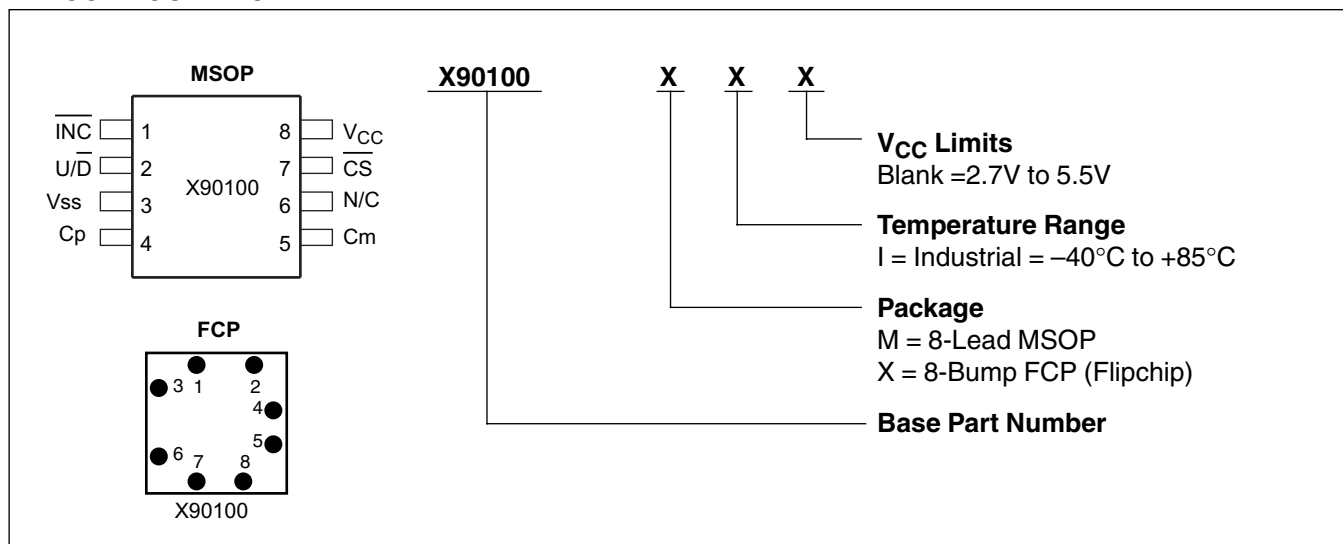 MSOP
INC
U/D
Vss
Cp
1
2
3
4
X90100
8
7
6
5
VCC
CS
N/C
Cm
FCP
3 1 2
4
5
6 7 8
X90100
X90100 X X X
VCC Limits
Blank =2.7V to 5.5V
Temperature Range
I = Industrial = –40°C to +85°C
Package
M = 8-Lead MSOP
X = 8-Bump FCP (Flipchip)
Base Part Number